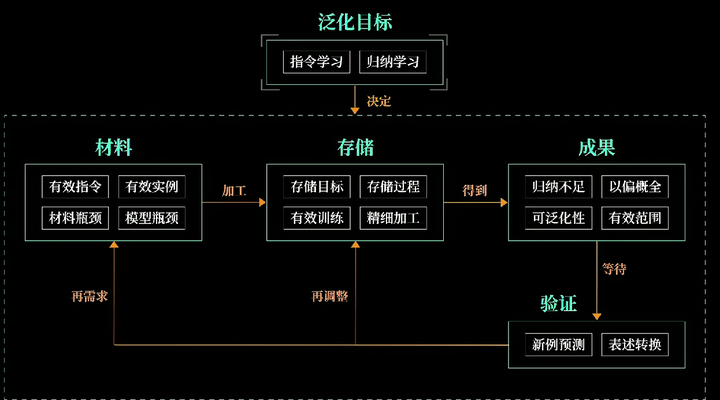 泛化目标
指令学习 归纳学习
决定
材料 存储 成果
有效指令 有效实例 加工 存储目标 存储过程 得到 归纳不足 以偏概全
材料瓶颈 模型瓶颈 有效训练 精细加工 可泛化性 有效范围
等待
再需求 再调整 验证
新例预测 表述转换